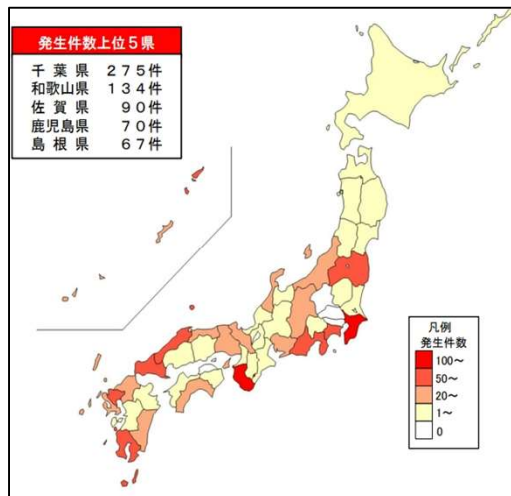 発生件数上位5県
千葉県 275件
和歌山県 134件
佐賀県 90件
鹿児島県 70件
島根県 67件
凡例
発生件数
100～
50～
20～
1～
0